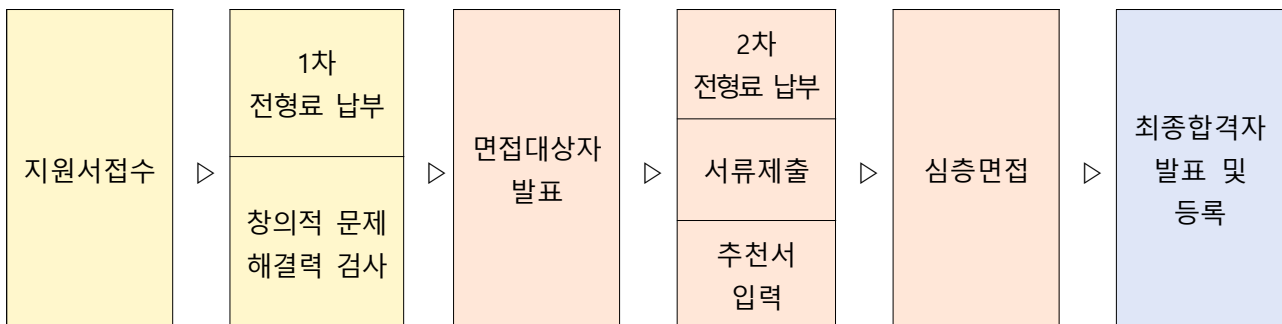 지원서접수
▷
1차
전형료 납부
창의적 문제
해결력 검사
▷
면접대상자
발표
▷
2차
전형료 납부
서류제출
추천서
입력
▷
심층면접
▷
최종합격자
발표 및
등록